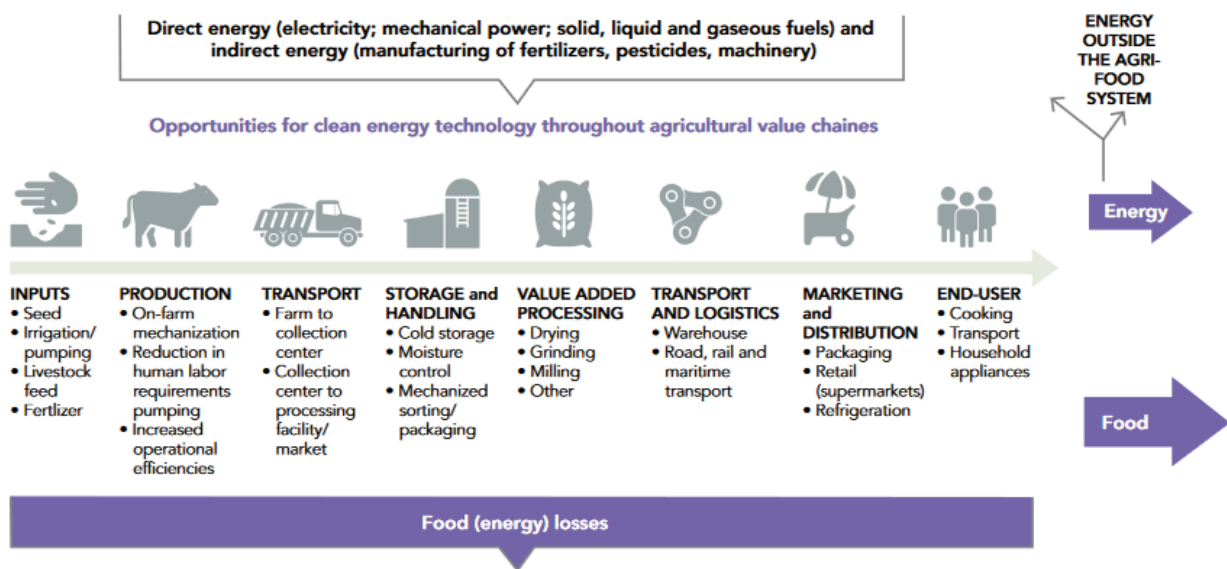 Direct energy (electricity; mechanical power; solid, liquid and gaseous fuels) and
indirect energy (manufacturing of fertilizers, pesticides, machinery)
ENERGY
OUTSIDE
THE AGRI-
FOOD
SYSTEM
Opportunities for clean energy technology throughout agricultural value chaines
Energy
INPUTS
• Seed
• Irrigation/
pumping
• Livestock
feed
• Fertlizer
PRODUCTION
• On-farm
mechanization
• Reduction in
human labor
requirements
pumping
• Increased
operational
efficiencies
TRANSPORT
• Farm to
collection
center
• Collection
center to
processing
facility/
market
STORAGE and
HANDLING
• Cold storage
• Moisture
control
• Mechanized
sorting/
packaging
VALUE ADDED
PROCESSING
• Drying
• Grinding
• Milling
• Other
TRANSPORT
AND LOGISTICS
• Warehouse
• Road, rail and
maritime
transport
MARKETING
and
DISTRIBUTION
• Packaging
• Retail
(supermarkets)
• Refrigeration
END-USER
• Cooking
• Transport
• Household
appliances
Food
Food (energy) losses